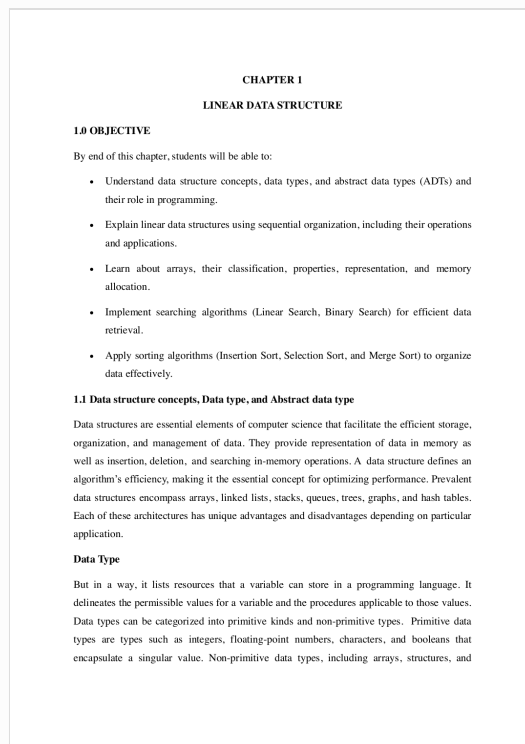 CHAPTER 1
LINEAR DATA STRUCTURE
1.0 OBJECTIVE
By end of this chapter, students will be able to:
• Understand data structure concepts, data types, and abstract data types (ADTs) and
their role in programming.
• Explain linear data structures using sequential organization, including their operations
and applications.
• Learn about arrays, their classification, properties, representation, and memory
allocation.
• Implement searching algorithms (Linear Search, Binary Search) for efficient data
retrieval.
• Apply sorting algorithms (Insertion Sort, Selection Sort, and Merge Sort) to organize
data effectively.
1.1 Data structure concepts, Data type, and Abstract data type
Data structures are essential elements of computer science that facilitate the efficient storage,
organization, and management of data. They provide representation of data in memory as
well as insertion, deletion, and searching in-memory operations. A data structure defines an
algorithm's efficiency, making it the essential concept for optimizing performance. Prevalent
data structures encompass arrays, linked lists, stacks, queues, trees, graphs, and hash tables.
Each of these architectures has unique advantages and disadvantages depending on particular
application.
Data Type
But in a way, it lists resources that a variable can store in a programming language. It
delineates the permissible values for a variable and the procedures applicable to those values.
Data types can be categorized into primitive kinds and non-primitive types. Primitive data
types are types such as integers, floating-point numbers, characters, and booleans that
encapsulate a singular value. Non-primitive data types, including arrays, structures, and